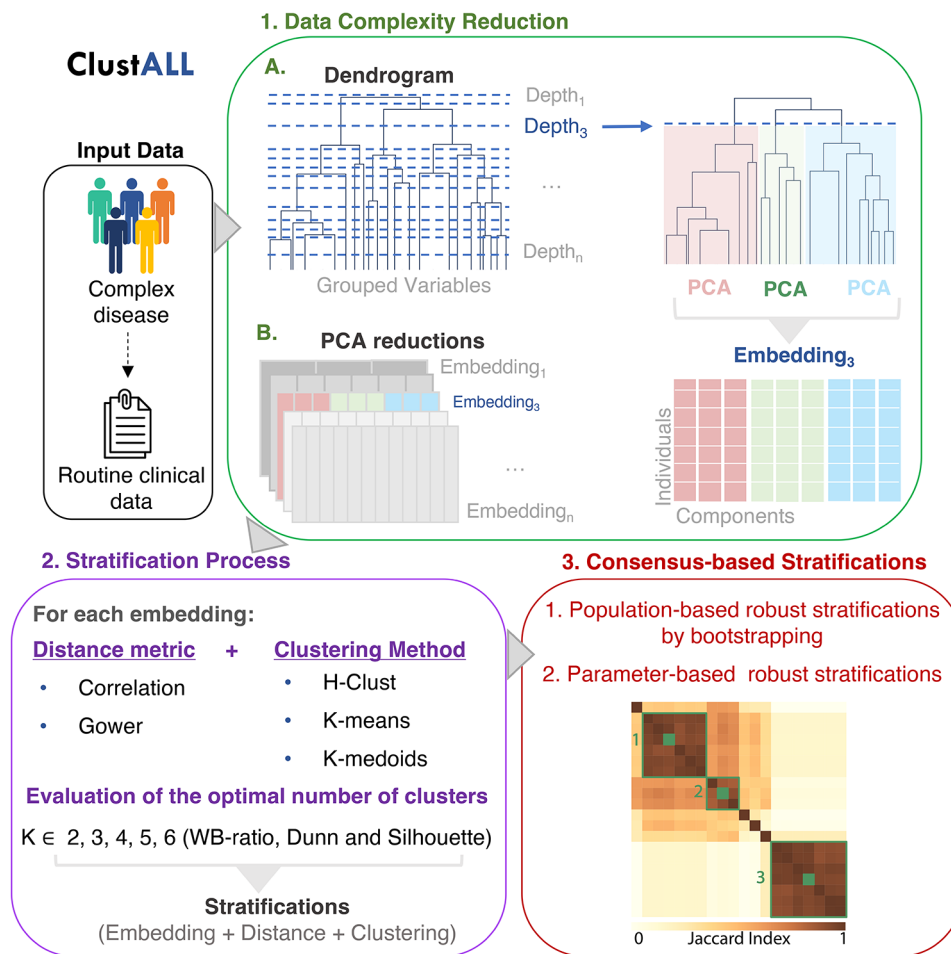 ClustALL
Input Data
Complex
disease
Routine clinical
data
1. Data Complexity Reduction
A.
Dendrogram
Depth1
Depth3
...
Depthn
Grouped Variables
PCA
PCA
PCA
B.
PCA reductions
Embedding1
Embedding3
...
Embeddingn
Embedding3
Individuals
Components
2. Stratification Process
For each embedding:
Distance metric + Clustering Method
• Correlation
• Gower
• H-Clust
• K-means
• K-medoids
Evaluation of the optimal number of clusters
K ∈ 2, 3, 4, 5, 6 (WB-ratio, Dunn and Silhouette)
Stratifications
(Embedding + Distance + Clustering)
3. Consensus-based Stratifications
1. Population-based robust stratifications
by bootstrapping
2. Parameter-based robust stratifications
1
2
3
0 Jaccard Index 1